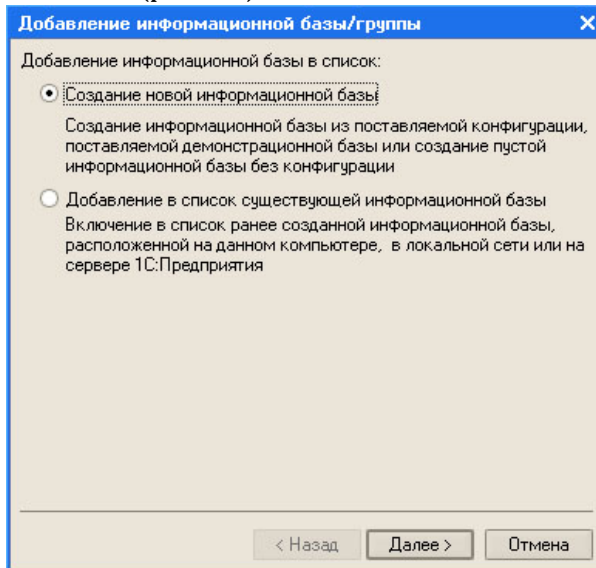 Добавление информационной базы/группы
Добавление информационной базы в список:
Создание новой информационной базы
Создание информационной базы из поставляемой конфигурации,
поставляемой демонстрационной базы или создание пустой
информационной базы без конфигурации
Добавление в список существующей информационной базы
Включение в список ранее созданной информационной базы,
расположенной на данном компьютере, в локальной сети или на
сервере 1С:Предприятия
< Назад Далее > Отмена